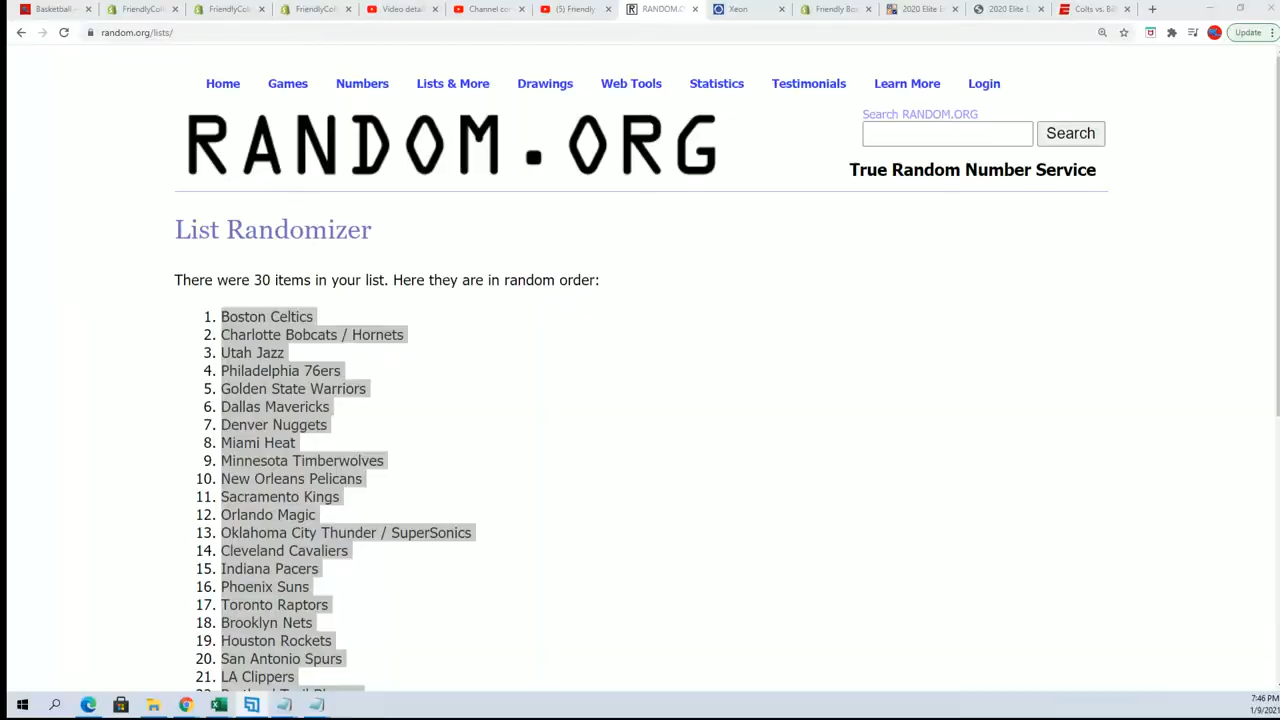 Basketball
FriendlyColl
FriendlyColl
FriendlyColl
Video detai
Channel co
(5) Friendly
RANDOM.O
Xeon
Friendly Bo
2020 Elite
2020 Elite
Colts vs. Bil
random.org/lists/
Update
Home Games Numbers Lists & More Drawings Web Tools Statistics Testimonials Learn More Login
RANDOM.ORG
Search RANDOM.ORG
Search
True Random Number Service
List Randomizer
There were 30 items in your list. Here they are in random order:
1. Boston Celtics
2. Charlotte Bobcats / Hornets
3. Utah Jazz
4. Philadelphia 76ers
5. Golden State Warriors
6. Dallas Mavericks
7. Denver Nuggets
8. Miami Heat
9. Minnesota Timberwolves
10. New Orleans Pelicans
11. Sacramento Kings
12. Orlando Magic
13. Oklahoma City Thunder / SuperSonics
14. Cleveland Cavaliers
15. Indiana Pacers
16. Phoenix Suns
17. Toronto Raptors
18. Brooklyn Nets
19. Houston Rockets
20. San Antonio Spurs
21. LA Clippers
7:46 PM
1/9/2021